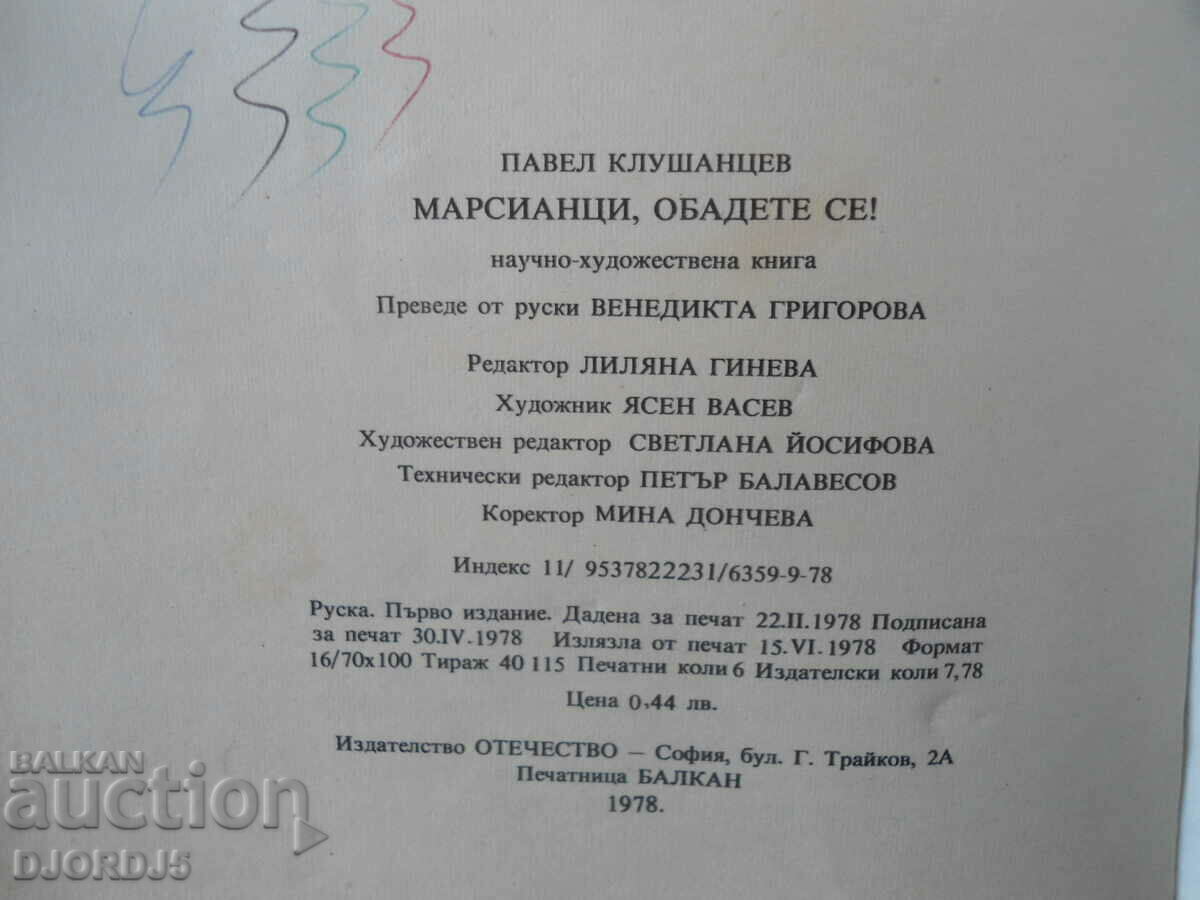 ПАВЕЛ КЛУШАНЦЕВ
МАРСИАНЦИ, ОБАДЕТЕ СЕ!
научно-художествена книга
Преведе от руски ВЕНЕДИКТА ГРИГОРОВА
Редактор ЛИЛЯНА ГИНЕВА
Художник ЯСЕН ВАСЕВ
Художествен редактор СВЕТЛАНА ЙОСИФОВА
Технически редактор ПЕТЪР БАЛАВЕСОВ
Коректор МИНА ДОНЧЕВА
Индекс 11/ 9537822231/6359-9-78
Руска. Първо издание. Дадена за печат 22.II.1978 Подписана
за печат 30.IV.1978 Излязла от печат 15.VI.1978 Формат
16/70x100 Тираж 40 115 Печатни коли 6 Издателски коли 7,78
Цена 0,44 лв.
Издателство ОТЕЧЕСТВО — София, бул. Г. Трайков, 2А
Печатница БАЛКАН
1978.
BALKAN
auction
DJORDJ5